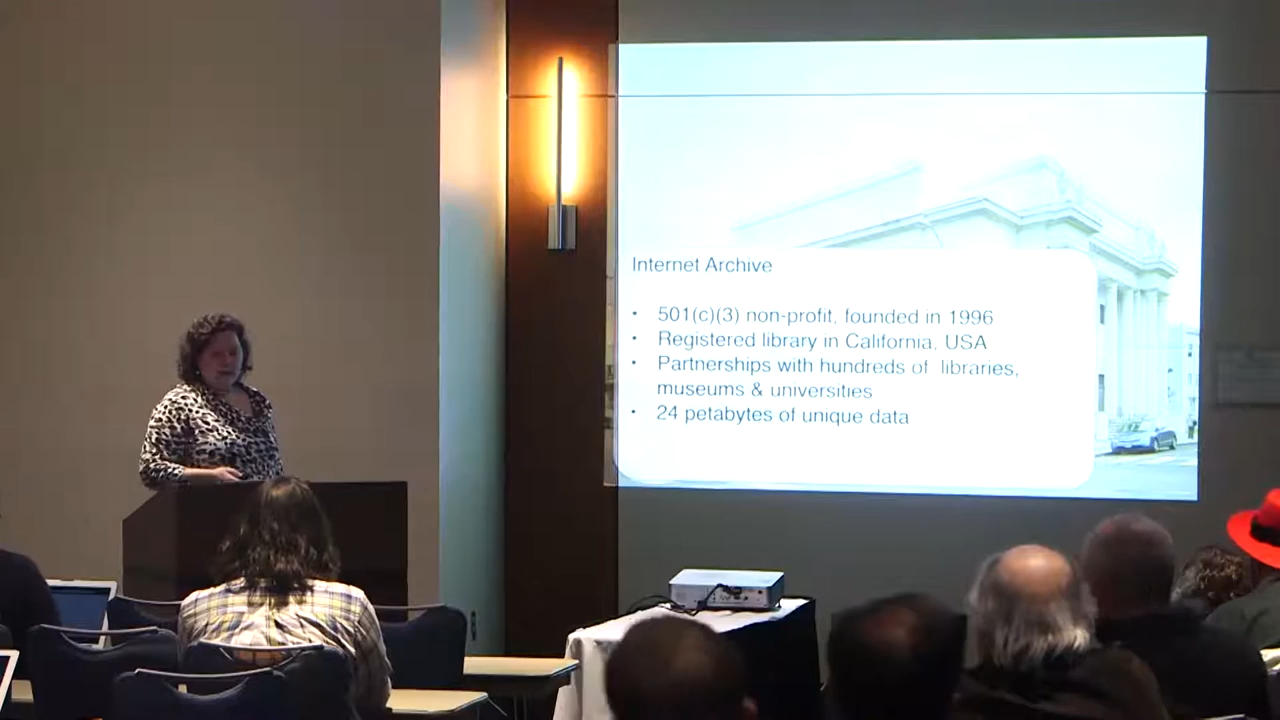 Internet Archive
• 501(c)(3) non-profit, founded in 1996
• Registered library in California, USA
• Partnerships with hundreds of libraries,
museums & universities
• 24 petabytes of unique data